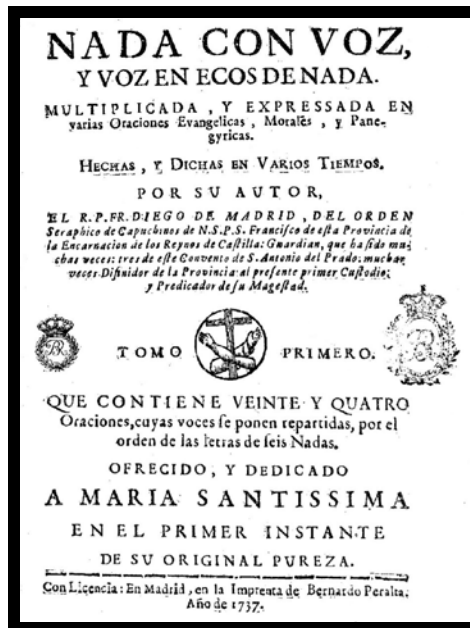 NADA CON VOZ,
Y VOZ EN ECOS DE NADA.
MULTIPLICADA, Y EXPRESSADA EN
varias Oraciones Evangelicas, Morales, y Pane-
gyricas.
HECHAS, Y DICHAS EN VARIOS TIEMPOS.
POR SU AUTOR,
EL R.P.FR.DIEGO DE MADRID, DEL ORDEN
Seraphico de Capuchinos de N.S.P.S. Francisco de esta Provincia de
la Encarnacion de los Reynos de Castilla: Guardian, que ha sido mu-
chas veces: tres de este Convento de S. Antonio del Prado: muchas
veces Difinidor de la Provincia: al presente primer Custodio;
y Predicador de su Magestad.
TOMO PRIMERO.
QUE CONTIENE VEINTE Y QUATRO
Oraciones, cuyas voces se ponen repartidas, por el
orden de las letras de seis Nadas.
OFRECIDO, Y DEDICADO
A MARIA SANTISSIMA
EN EL PRIMER INSTANTE
DE SU ORIGINAL PUREZA.
Con Licencia: En Madrid, en la Imprenta de Bernardo Peralta.
Año de 1737.